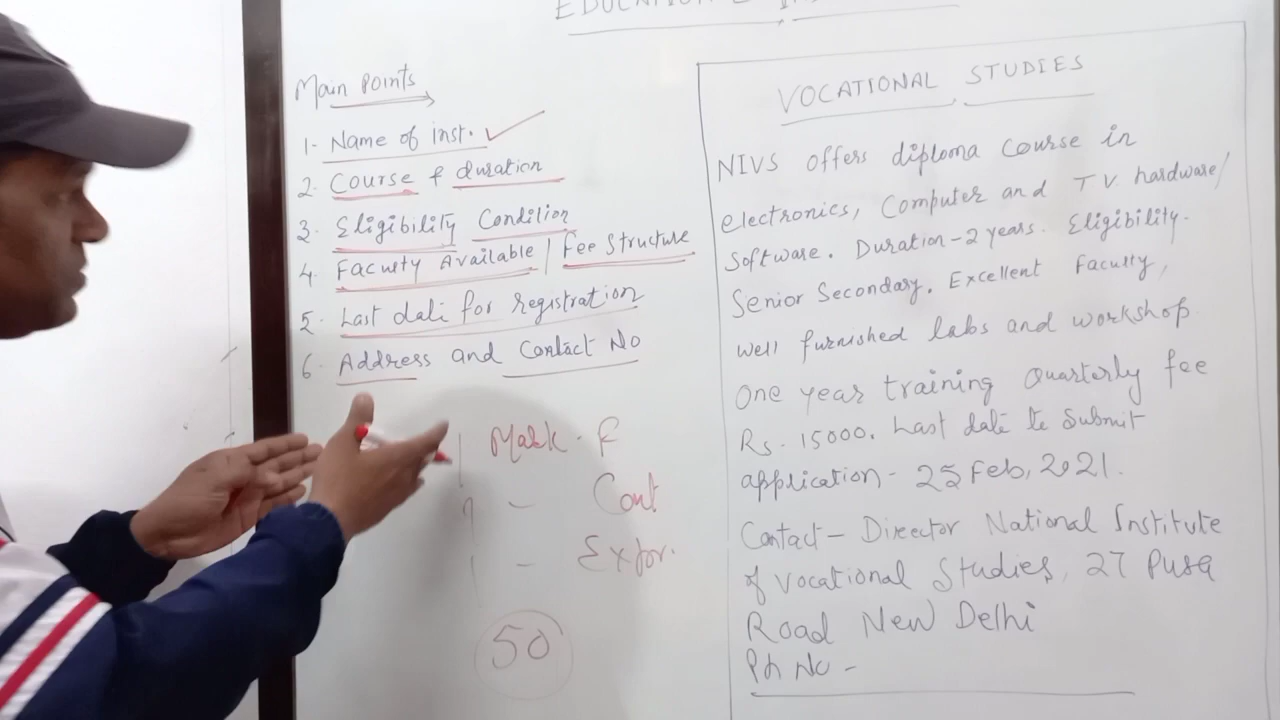 EDUCATION
Main Points
1- Name of inst. ✓
2. Course & duration
3. Eligibility Condition
4. Faculty Available / Fee Structure
5. Last date for registration
6. Address and Contact No
1 Mark - F
- Cont
1 - Expr.
50
VOCATIONAL STUDIES
NIVS offers diploma Course in
electronics, Computer and T.V. hardware/
Software. Duration-2 years. Eligibility-
Senior Secondary. Excellent Faculty,
well furnished labs and workshop
One year training Quarterly fee
Rs. 15000. Last date to Submit
application - 25 Feb, 2021.
Contact - Director National Institute
of Vocational Studies, 27 Pusa
Road New Delhi
Ph No -